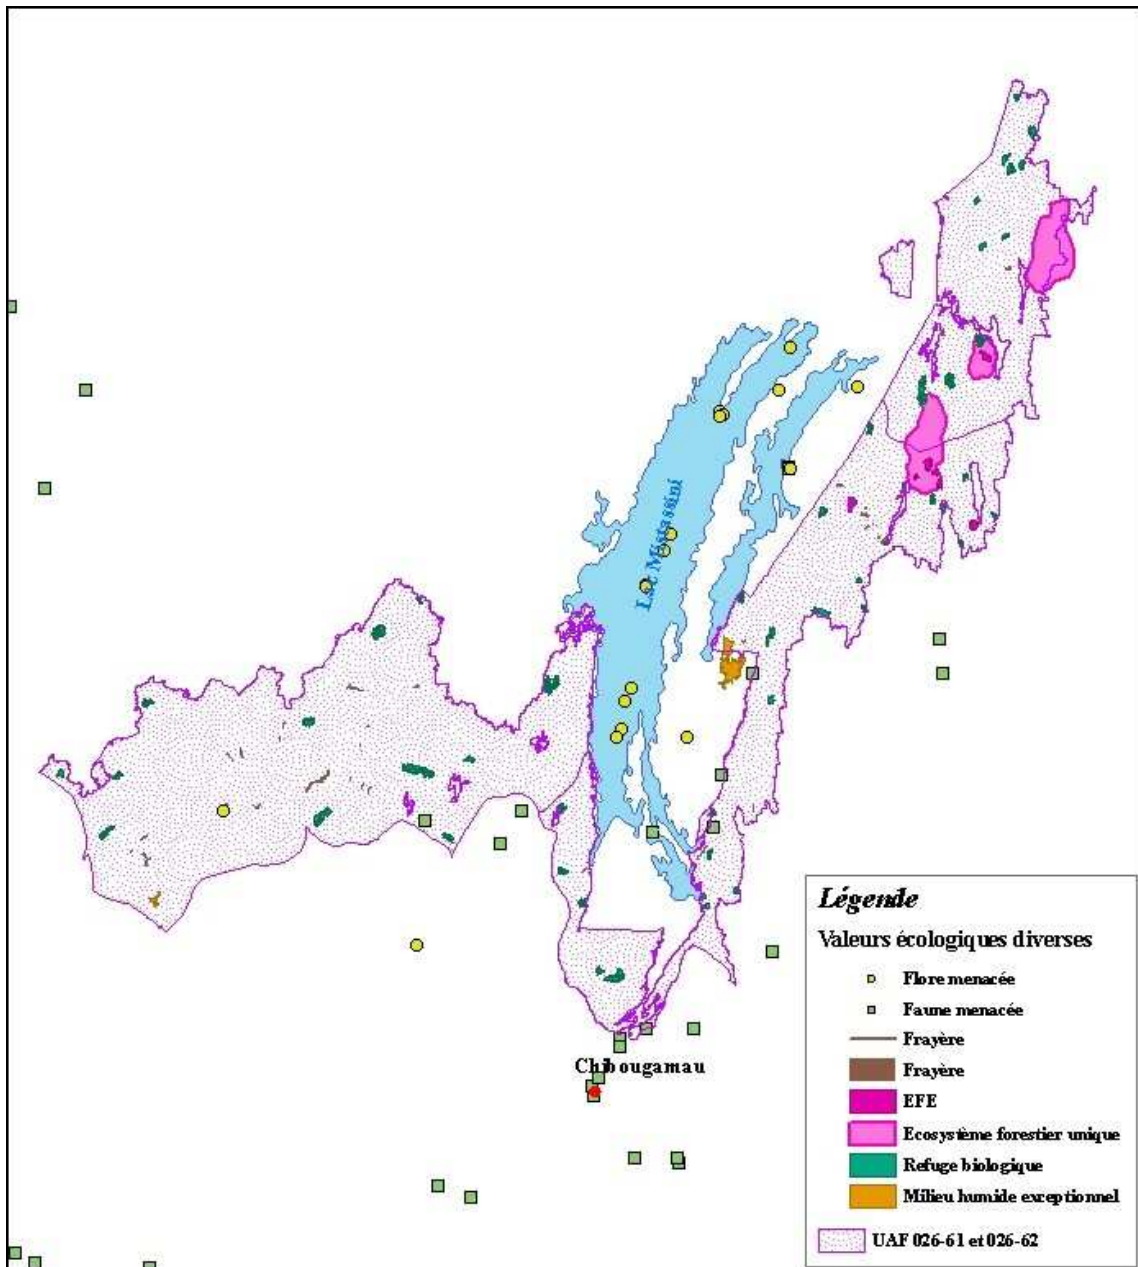 Lac Mistassini
Chibougamau
Légende
Valeurs écologiques diverses
Flore menacée
Faune menacée
Frayère
Frayère
EFE
Ecosystème forestier unique
Refuge biologique
Milieu humide exceptionnel
UAF 026-61 et 026-62